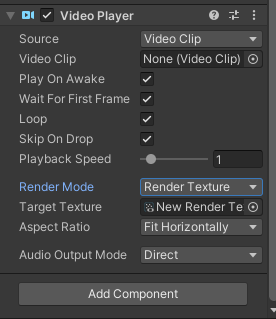 Video Player
Source Video Clip
Video Clip None (Video Clip)
Play On Awake
Wait For First Frame
Loop
Skip On Drop
Playback Speed 1
Render Mode Render Texture
Target Texture New Render Te
Aspect Ratio Fit Horizontally
Audio Output Mode Direct
Add Component